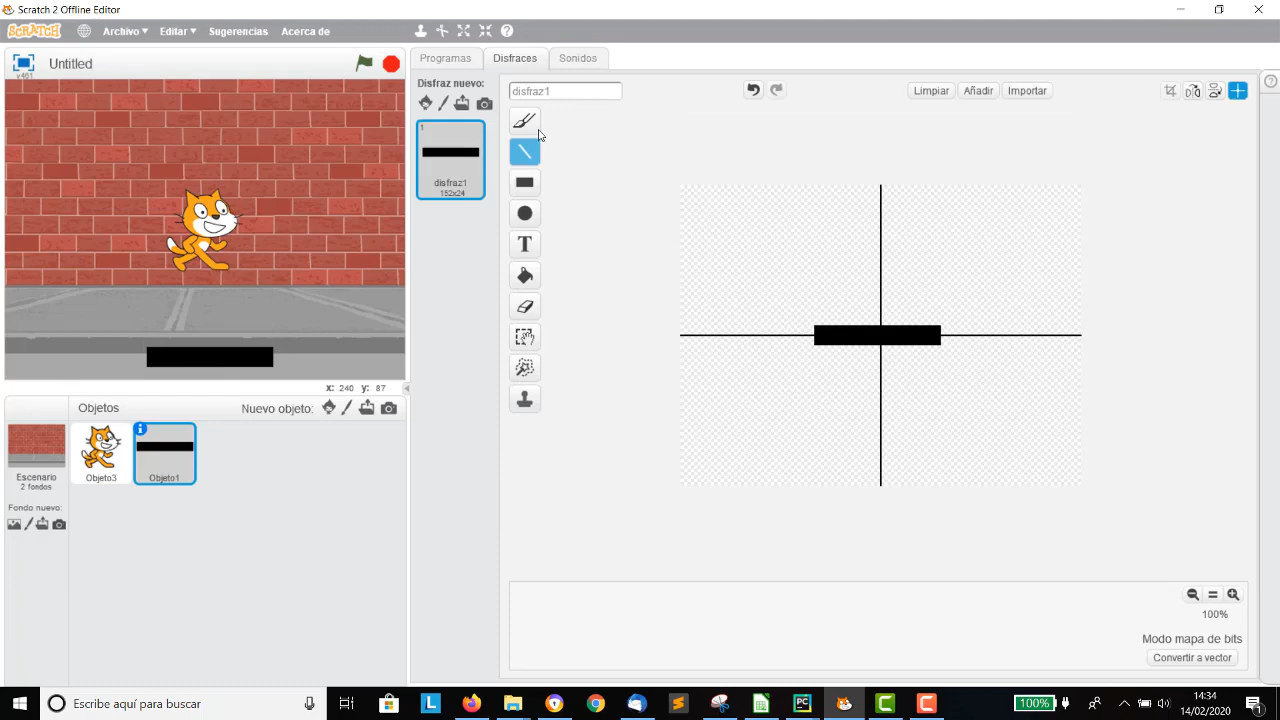 Scratch 2 Offline Editor
SCRATCH
Archivo
Editar
Sugerencias
Acerca de
Untitled
v461
Programas
Disfraces
Sonidos
Disfraz nuevo:
disfraz1
Limpiar
Añadir
Importar
1
disfraz1
152x24
T
x: 240 y: 87
Objetos
Nuevo objeto:
Objeto3
Objeto1
Escenario
2 fondos
Fondo nuevo:
100%
Modo mapa de bits
Convertir a vector
Escribe aquí para buscar
L
PC
C
C
100%
14:34
14/02/2020